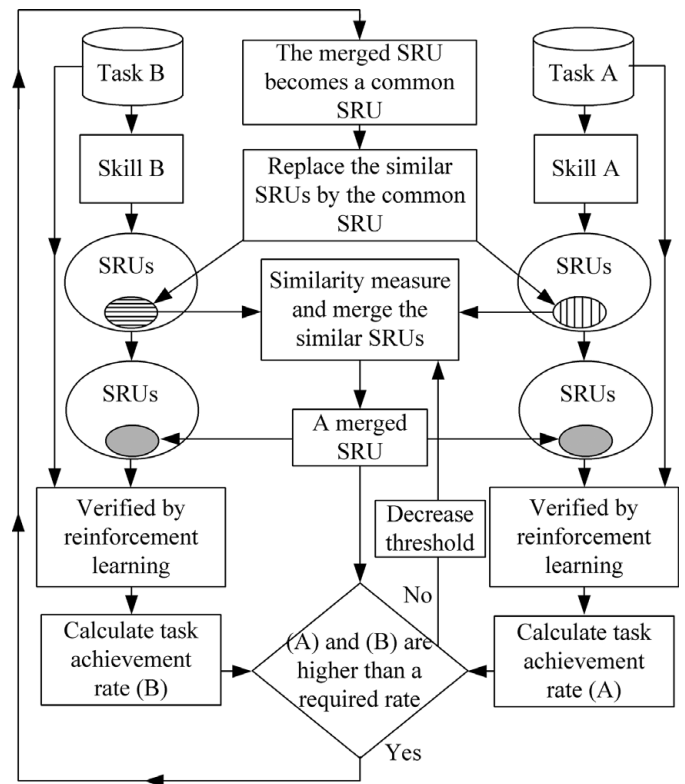 Task B
The merged SRU
becomes a common
SRU
Task A
Skill B
Replace the similar
SRUs by the common
SRU
Skill A
SRUs
Similarity measure
and merge the
similar SRUs
SRUs
SRUs
A merged
SRU
SRUs
Verified by
reinforcement
learning
Decrease
threshold
Verified by
reinforcement
learning
No
Calculate task
achievement
rate (B)
(A) and (B) are
higher than a
required rate
Calculate task
achievement
rate (A)
Yes